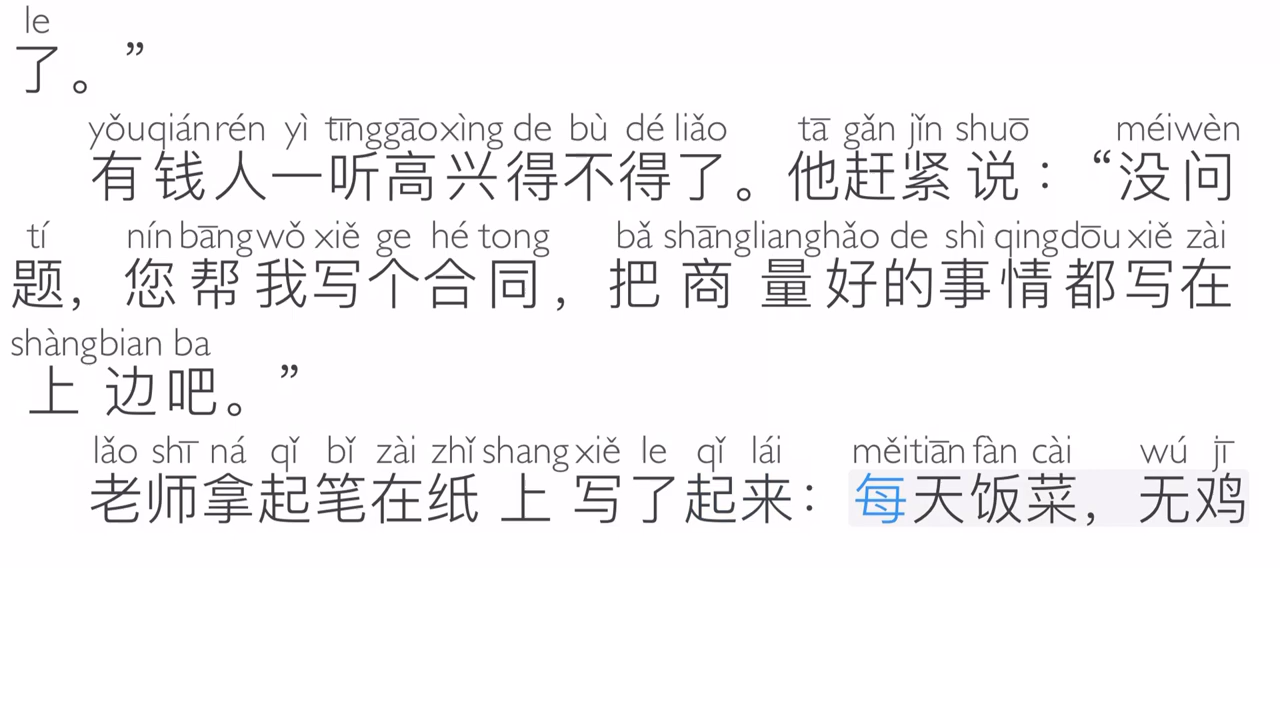 le
了。”
yǒuqiánrén yì tīnggāoxìng de bù dé liǎo tā gǎn jǐn shuō méiwèn
有钱人一听高兴得不得了。他赶紧说：“没问
tí nín bāngwǒ xiě ge hé tong bǎ shānglianghǎo de shì qingdōu xiě zài
题，您帮我写个合同，把商量好的事情都写在
shàngbian ba
上边吧。”
lǎo shī ná qǐ bǐ zài zhǐ shang xiě le qǐ lái měitiān fàn cài wú jī
老师拿起笔在纸上写了起来：每天饭菜，无鸡